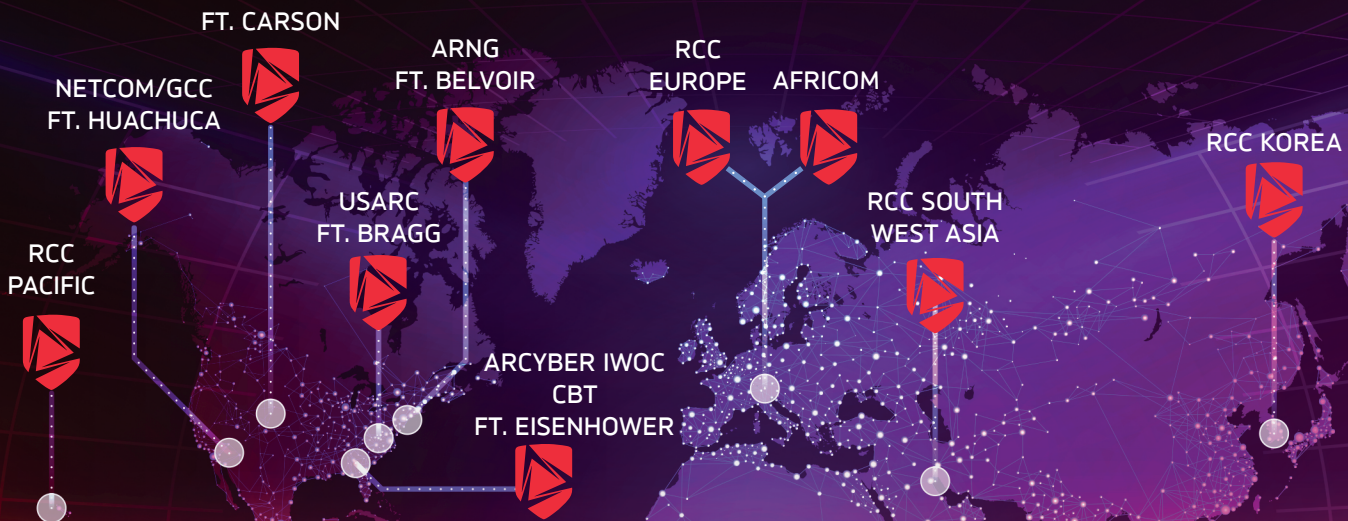 FT. CARSON
NETCOM/GCC
FT. HUACHUCA
ARNG
FT. BELVOIR
RCC
EUROPE
AFRICOM
RCC KOREA
USARC
FT. BRAGG
RCC SOUTH
WEST ASIA
RCC
PACIFIC
ARCYBER IWOC
CBT
FT. EISENHOWER